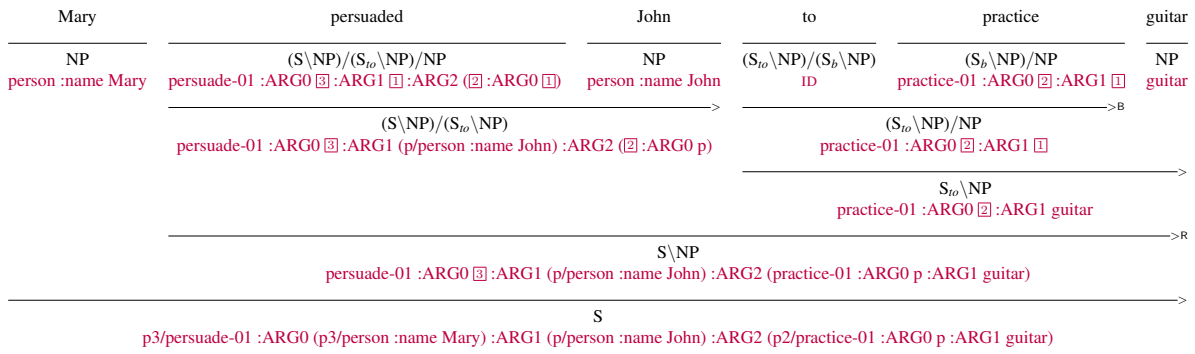 Mary persuaded John to practice guitar
NP (S\NP)/(S_to\NP)/NP NP (S_to\NP)/(S_b\NP) (S_b\NP)/NP NP
person :name Mary persuade-01 :ARG0 3 :ARG1 1 :ARG2 (2 :ARG0 1) person :name John ID practice-01 :ARG0 2 :ARG1 1 guitar
> >B
(S\NP)/(S_to\NP) (S_to\NP)/NP
persuade-01 :ARG0 3 :ARG1 (p/person :name John) :ARG2 (2 :ARG0 p) practice-01 :ARG0 2 :ARG1 1
>
S_to\NP
practice-01 :ARG0 2 :ARG1 guitar
>R
S\NP
persuade-01 :ARG0 3 :ARG1 (p/person :name John) :ARG2 (practice-01 :ARG0 p :ARG1 guitar)
>
S
p3/persuade-01 :ARG0 (p3/person :name Mary) :ARG1 (p/person :name John) :ARG2 (p2/practice-01 :ARG0 p :ARG1 guitar)